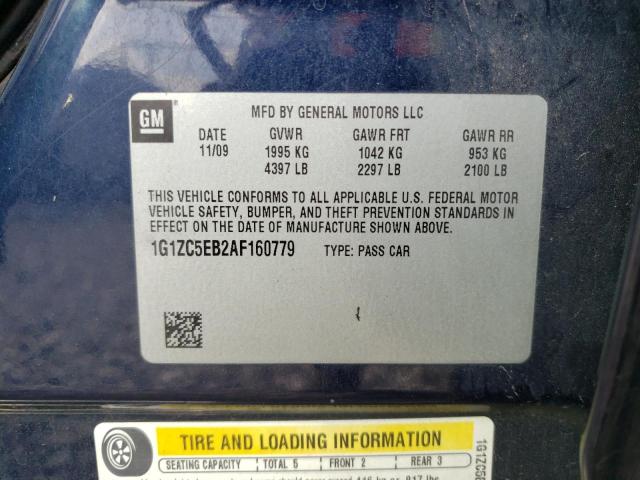 GM
MFD BY GENERAL MOTORS LLC
DATE GVWR GAWR FRT GAWR RR
11/09 1995 KG 1042 KG 953 KG
4397 LB 2297 LB 2100 LB
THIS VEHICLE CONFORMS TO ALL APPLICABLE U.S. FEDERAL MOTOR
VEHICLE SAFETY, BUMPER, AND THEFT PREVENTION STANDARDS IN
EFFECT ON THE DATE OF MANUFACTURE SHOWN ABOVE.
1G1ZC5EB2AF160779 TYPE: PASS CAR
TIRE AND LOADING INFORMATION
SEATING CAPACITY TOTAL 5 FRONT 2 REAR 3
1G1ZC5E